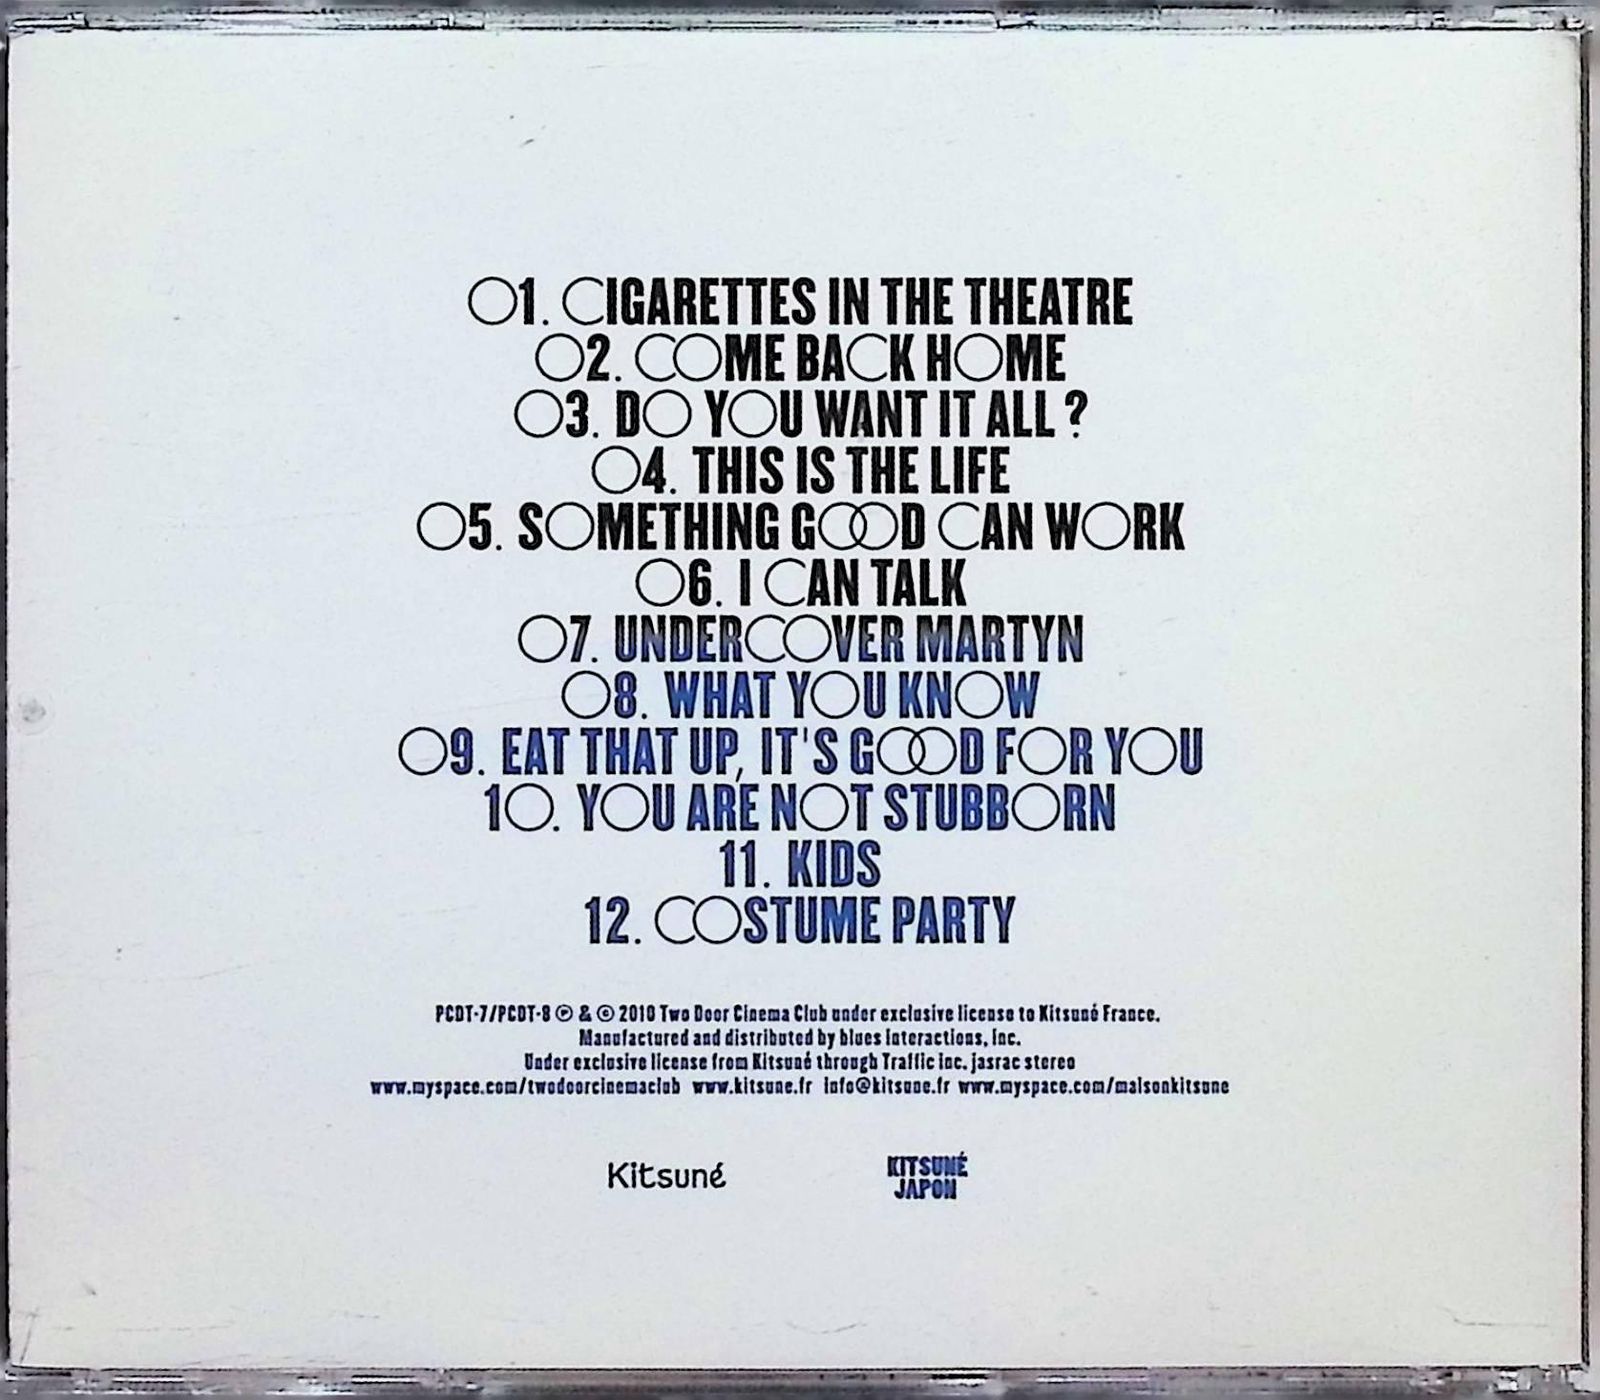 01. CIGARETTES IN THE THEATRE
02. COME BACK HOME
03. DO YOU WANT IT ALL ?
04. THIS IS THE LIFE
05. SOMETHING GOOD CAN WORK
06. I CAN TALK
07. UNDERCOVER MARTYN
08. WHAT YOU KNOW
09. EAT THAT UP, IT'S GOOD FOR YOU
10. YOU ARE NOT STUBBORN
11. KIDS
12. COSTUME PARTY
PCDT-7/PCDT-8 ℗ & © 2010 Two Door Cinema Club under exclusive license to Kitsuné France.
Manufactured and distributed by blues interactions, inc.
Under exclusive license from Kitsuné through Traffic inc. jasrac stereo
www.myspace.com/twodoorcinemaclub www.kitsune.fr info@kitsune.fr www.myspace.com/maisonkitsune
Kitsuné
KITSUNÉ
JAPON